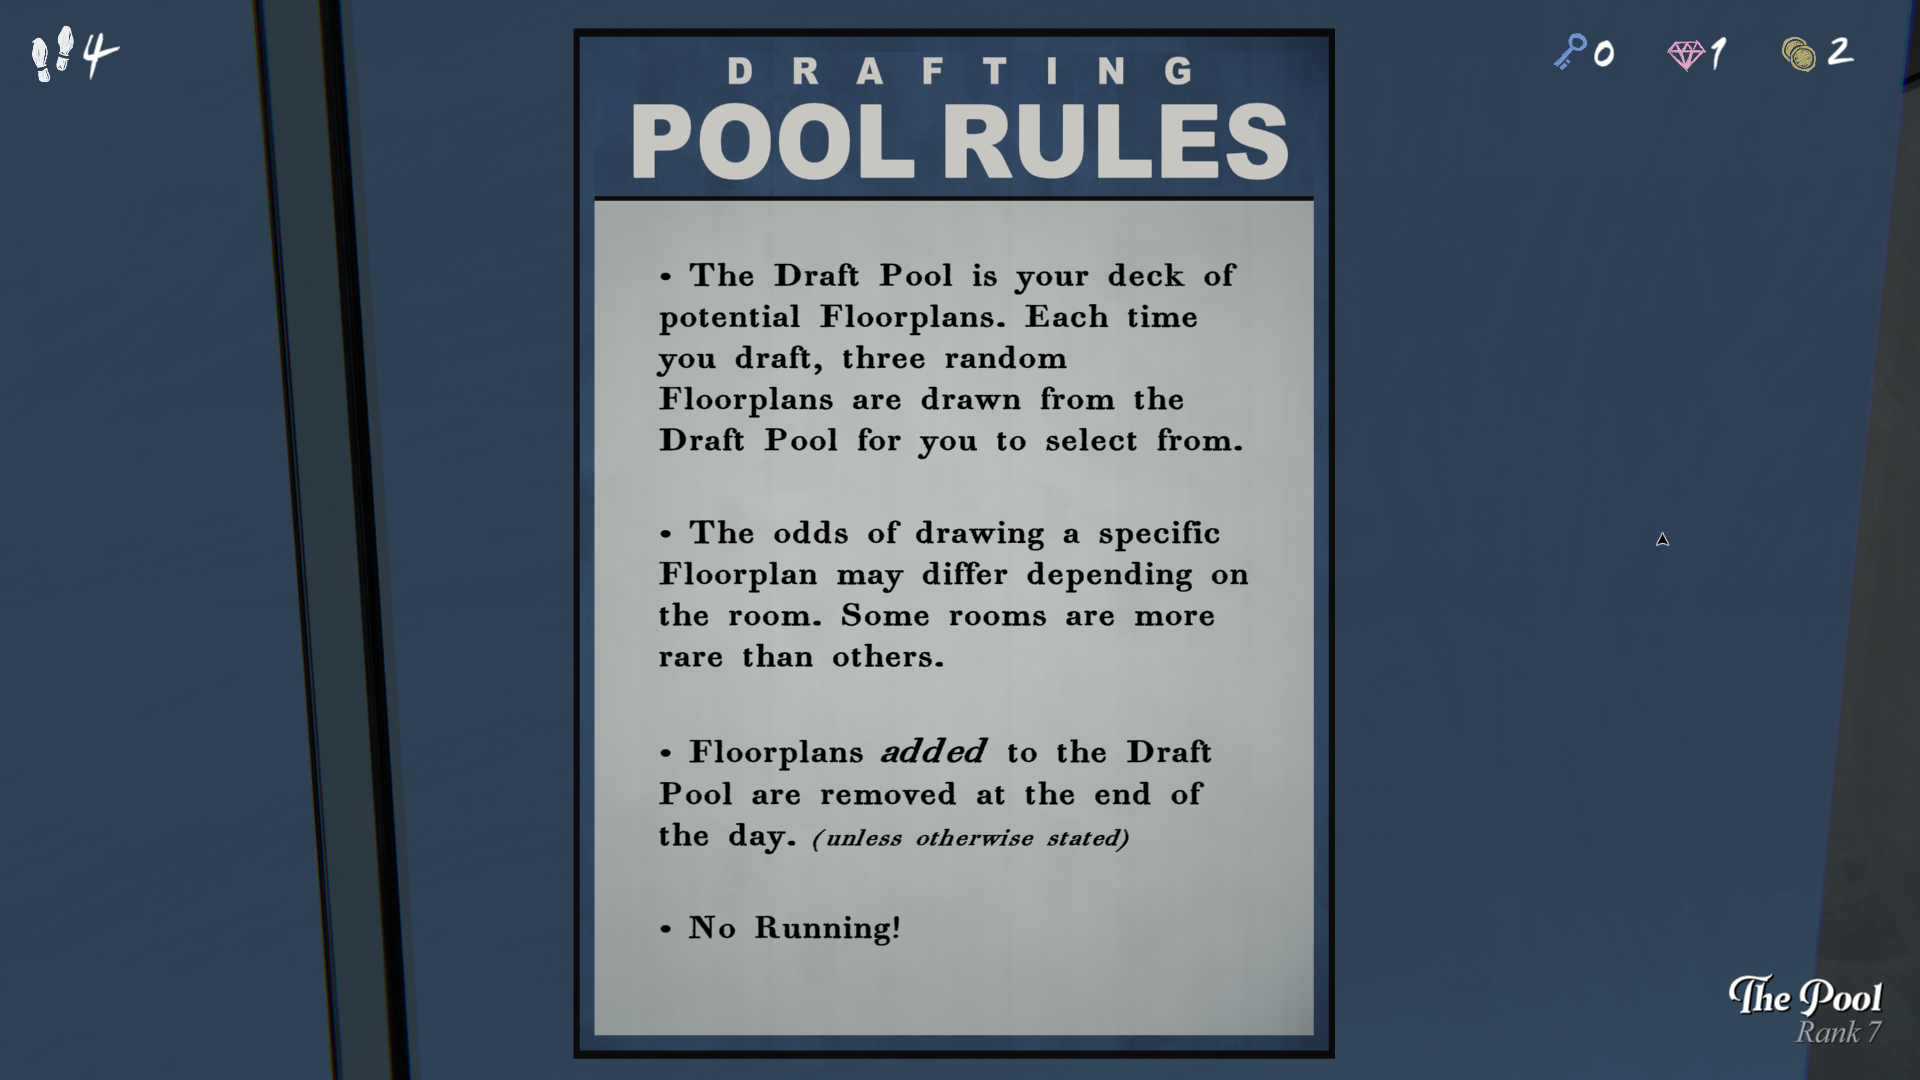 4
0
1
2
DRAFTING
POOL RULES
• The Draft Pool is your deck of
potential Floorplans. Each time
you draft, three random
Floorplans are drawn from the
Draft Pool for you to select from.
• The odds of drawing a specific
Floorplan may differ depending on
the room. Some rooms are more
rare than others.
• Floorplans added to the Draft
Pool are removed at the end of
the day. (unless otherwise stated)
• No Running!
The Pool
Rank 7